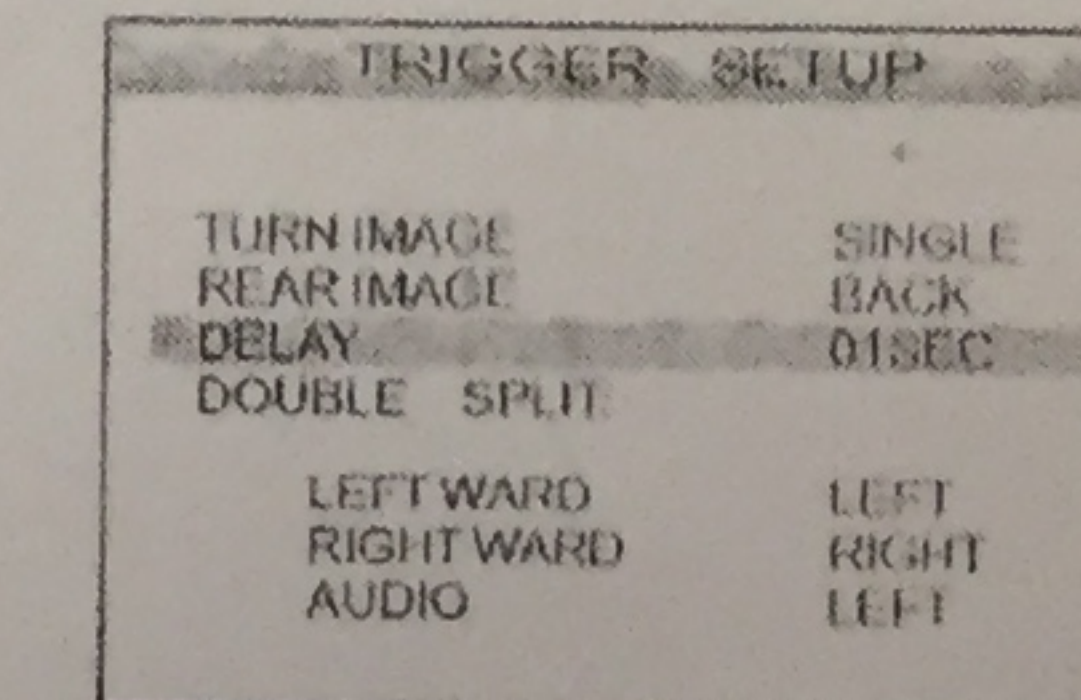 TRIGGER SETUP
TURN IMAGE SINGLE
REAR IMAGE BACK
DELAY 01SEC
DOUBLE SPLIT
LEFT WARD LEFT
RIGHT WARD RIGHT
AUDIO LEFT